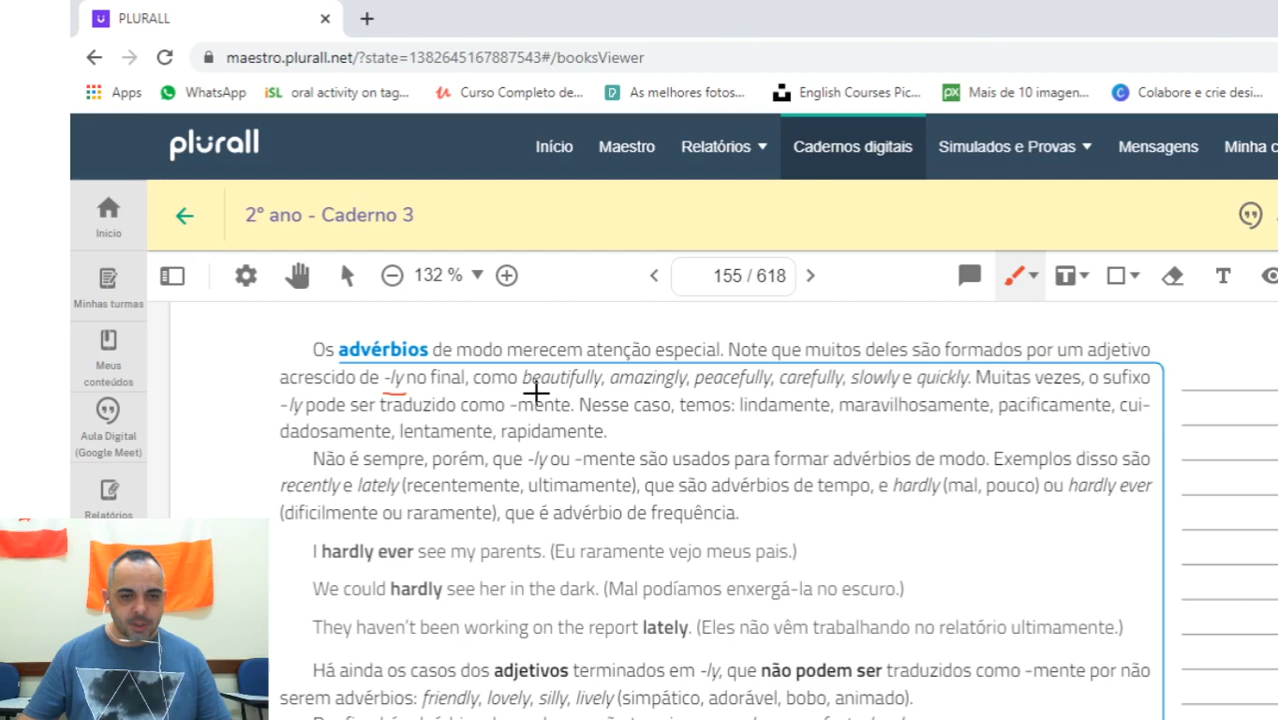 PLURALL
maestro.plurall.net/?state=1382645167887543#/booksViewer
Apps WhatsApp iSL oral activity on tag... Curso Completo de... As melhores fotos... English Courses Pic... px Mais de 10 imagen... C Colabore e crie desi...
plurall Início Maestro Relatórios Cadernos digitais Simulados e Provas Mensagens Minha c
Início
2º ano - Caderno 3
132 % 155 / 618 T T
Minhas turmas
Meus
conteúdos
Aula Digital
(Google Meet)
Relatórios
Os advérbios de modo merecem atenção especial. Note que muitos deles são formados por um adjetivo
acrescido de -ly no final, como beautifully, amazingly, peacefully, carefully, slowly e quickly. Muitas vezes, o sufixo
-ly pode ser traduzido como -mente. Nesse caso, temos: lindamente, maravilhosamente, pacificamente, cui-
dadosamente, lentamente, rapidamente.
Não é sempre, porém, que -ly ou -mente são usados para formar advérbios de modo. Exemplos disso são
recently e lately (recentemente, ultimamente), que são advérbios de tempo, e hardly (mal, pouco) ou hardly ever
(dificilmente ou raramente), que é advérbio de frequência.
I hardly ever see my parents. (Eu raramente vejo meus pais.)
We could hardly see her in the dark. (Mal podíamos enxergá-la no escuro.)
They haven't been working on the report lately. (Eles não vêm trabalhando no relatório ultimamente.)
Há ainda os casos dos adjetivos terminados em -ly, que não podem ser traduzidos como -mente por não
serem advérbios: friendly, lovely, silly, lively (simpático, adorável, bobo, animado).